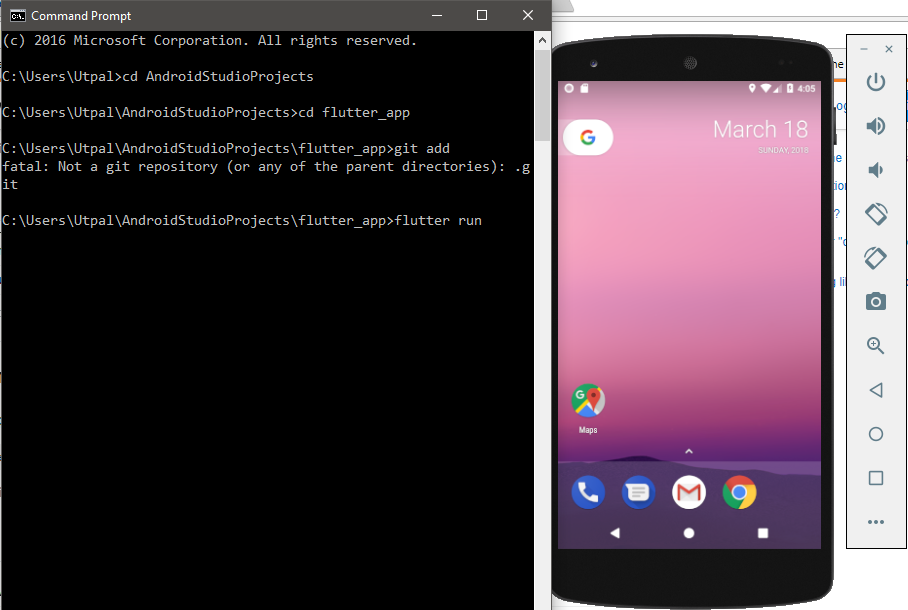 Command Prompt
(c) 2016 Microsoft Corporation. All rights reserved.
C:\Users\Utpal>cd AndroidStudioProjects
C:\Users\Utpal\AndroidStudioProjects>cd flutter_app
C:\Users\Utpal\AndroidStudioProjects\flutter_app>git add
fatal: Not a git repository (or any of the parent directories): .g
it
C:\Users\Utpal\AndroidStudioProjects\flutter_app>flutter run
4:05
G
March 18
SUNDAY, 2018
Maps